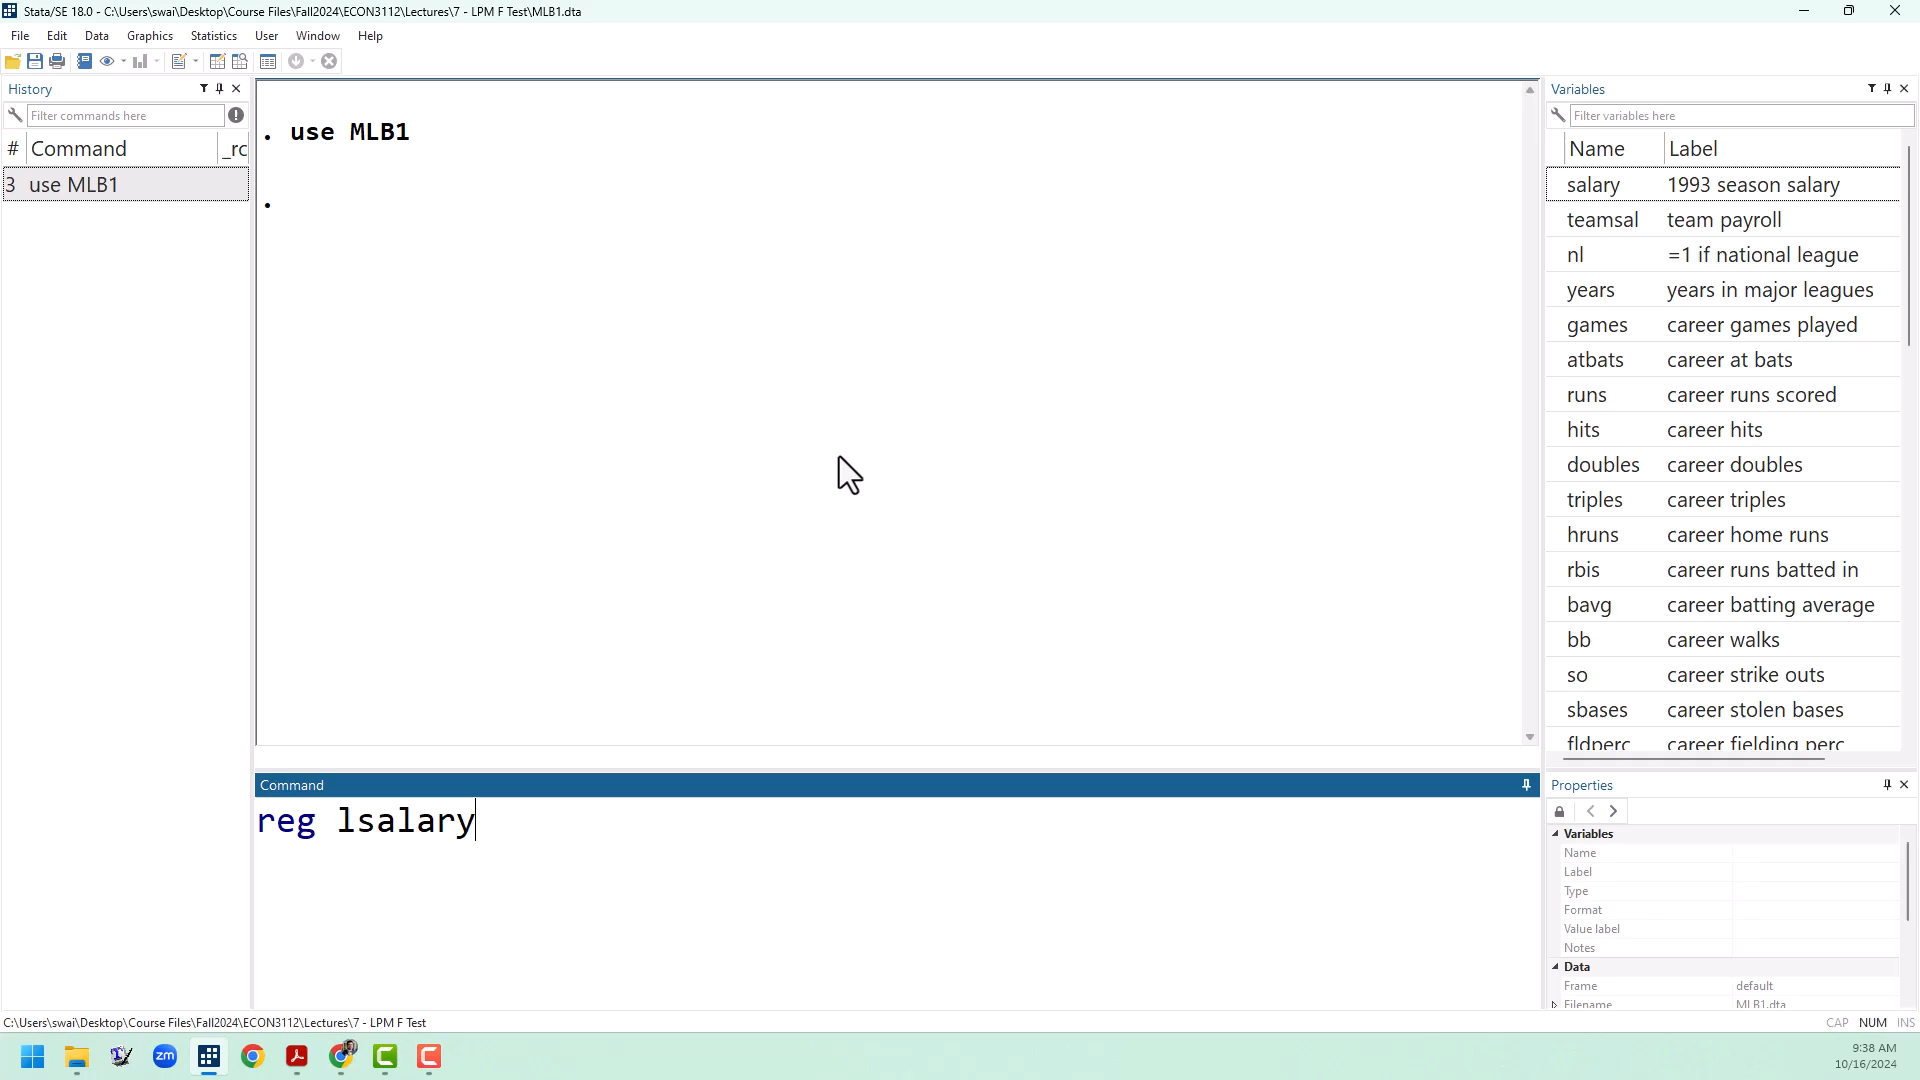 Stata/SE 18.0 - C:\Users\swai\Desktop\Course Files\Fall2024\ECON3112\Lectures\7 - LPM F Test\MLB1.dta
File Edit Data Graphics Statistics User Window Help
History
Filter commands here
# Command _rc
3 use MLB1
. use MLB1
.
Command
reg lsalary
Variables
Filter variables here
Name Label
salary 1993 season salary
teamsal team payroll
nl =1 if national league
years years in major leagues
games career games played
atbats career at bats
runs career runs scored
hits career hits
doubles career doubles
triples career triples
hruns career home runs
rbis career runs batted in
bavg career batting average
bb career walks
so career strike outs
sbases career stolen bases
fldperc career fielding perc
Properties
Variables
Name
Label
Type
Format
Value label
Notes
Data
Frame default
Filename MLB1.dta
C:\Users\swai\Desktop\Course Files\Fall2024\ECON3112\Lectures\7 - LPM F Test
CAP NUM INS
zm
9:38 AM
10/16/2024